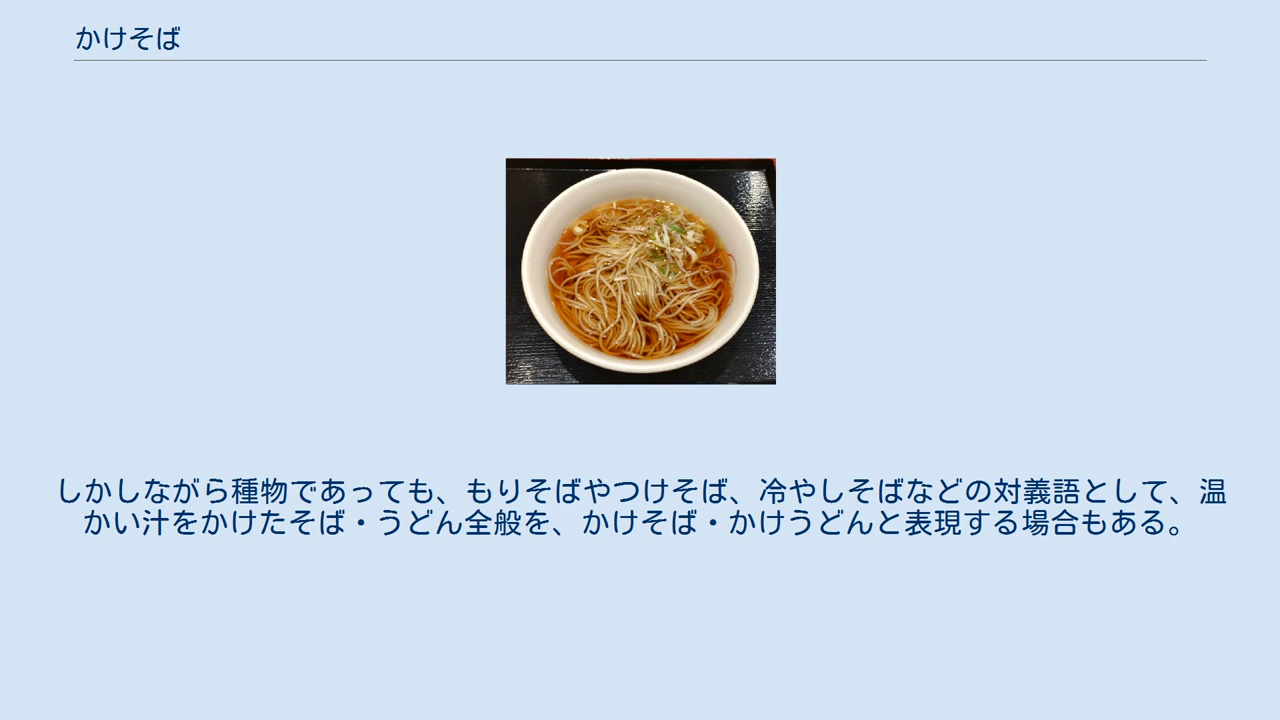 かけそば
しかしながら種物であっても、もりそばやつけそば、冷やしそばなどの対義語として、温
かい汁をかけたそば・うどん全般を、かけそば・かけうどんと表現する場合もある。